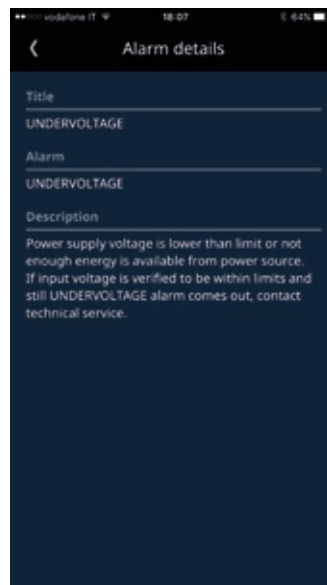 vodafone IT
18:07
64%
Alarm details
Title
UNDERVOLTAGE
Alarm
UNDERVOLTAGE
Description
Power supply voltage is lower than limit or not
enough energy is available from power source.
If input voltage is verified to be within limits and
still UNDERVOLTAGE alarm comes out, contact
technical service.